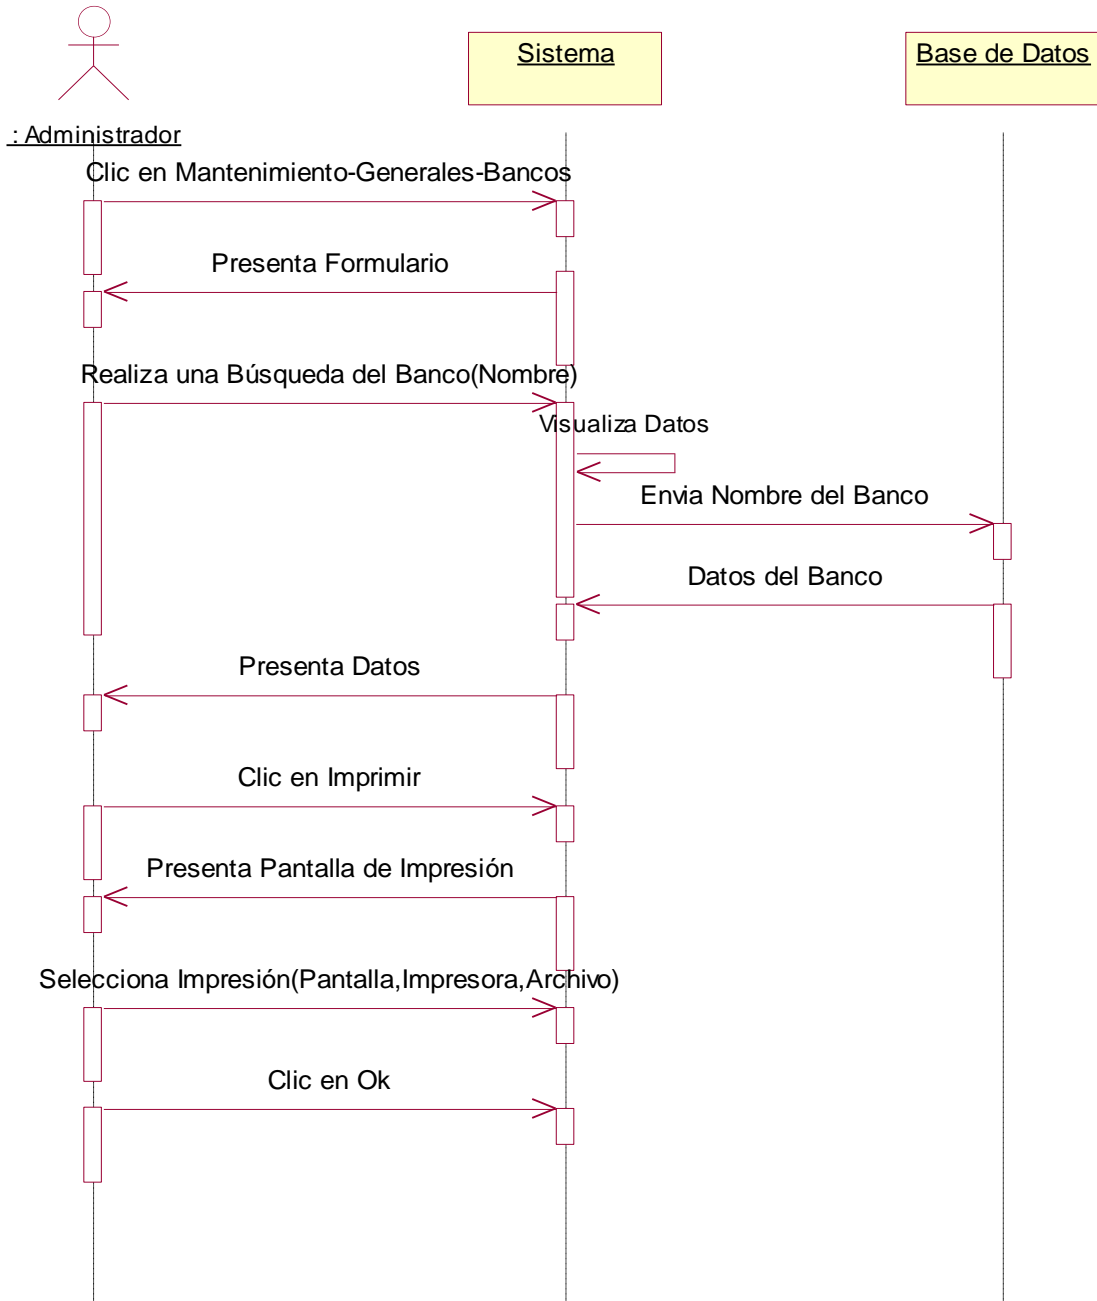 Sistema
Base de Datos
: Administrador
Clic en Mantenimiento-Generales-Bancos
Presenta Formulario
Realiza una Búsqueda del Banco(Nombre)
Visualiza Datos
Envia Nombre del Banco
Datos del Banco
Presenta Datos
Clic en Imprimir
Presenta Pantalla de Impresión
Selecciona Impresión(Pantalla,Impresora,Archivo)
Clic en Ok